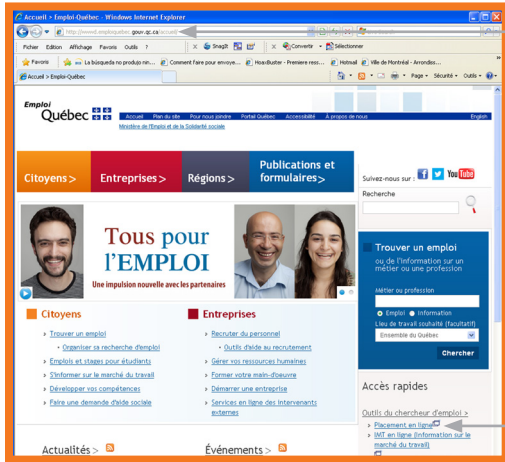 Accueil > Emploi-Québec - Windows Internet Explorer
http://www.emploiquebec.gouv.qc.ca/accueil/
Fichier Edition Affichage Favoris Outils ?
x SnagIt
x Convertir
Sélectionner
Favoris
La búsqueda no produjo nin...
Comment faire pour envoye...
HoaxBuster - Premiere ress...
Hotmail
Ville de Montréal - Arrondiss...
Accueil > Emploi-Québec
Page Sécurité Outils
Emploi
Québec
Accueil Plan du site Pour nous joindre Portail Québec Accessibilité À propos de nous English
Ministère de l'Emploi et de la Solidarité sociale
Citoyens >
Entreprises >
Régions >
Publications et
formulaires >
Suivez-nous sur :
You Tube
Recherche
Tous pour
l'EMPLOI
Une impulsion nouvelle avec les partenaires
Trouver un emploi
ou de l'information sur un
métier ou une profession
Métier ou profession
Emploi Information
Lieu de travail souhaité (facultatif)
Ensemble du Québec
Chercher
Citoyens
Trouver un emploi
Organiser sa recherche d'emploi
Emplois et stages pour étudiants
S'informer sur le marché du travail
Développer vos compétences
Faire une demande d'aide sociale
Entreprises
Recruter du personnel
Outils d'aide au recrutement
Gérer vos ressources humaines
Former votre main-d'oeuvre
Démarrer une entreprise
Services en ligne des intervenants
externes
Accès rapides
Outils du chercheur d'emploi >
Placement en ligne
IMT en ligne (Information sur le
marché du travail)
Actualités >
Événements >